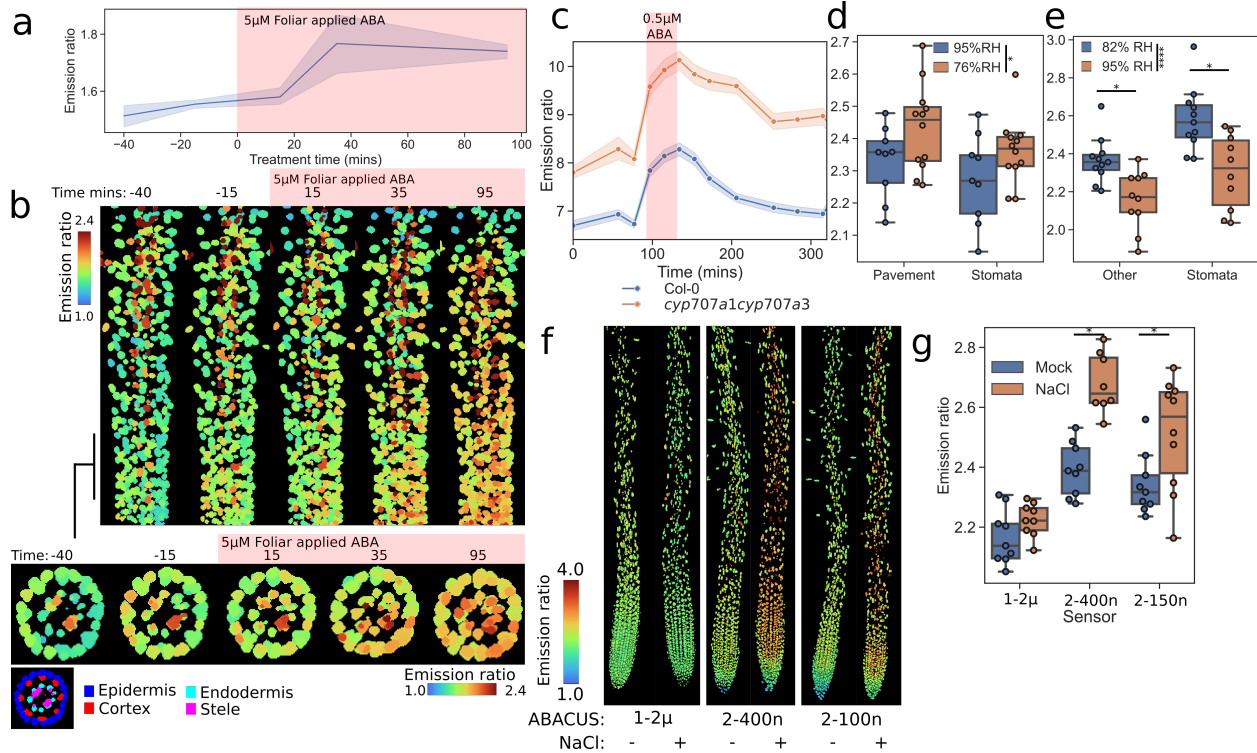 a
5µM Foliar applied ABA
Emission ratio
1.8
1.6
−40 −20 0 20 40 60 80 100
Treatment time (mins)
b
5µM Foliar applied ABA
Time mins: -40 -15 15 35 95
Emission ratio
2.4
1.0
5µM Foliar applied ABA
Time: -40 -15 15 35 95
Epidermis
Cortex
Endodermis
Stele
Emission ratio
1.0 2.4
c
0.5µM
ABA
Emission ratio
10
9
8
7
0 100 200 300
Time (mins)
Col-0
cyp707a1cyp707a3
d
95%RH
76%RH
*
2.7
2.6
2.5
2.4
2.3
2.2
2.1
Pavement Stomata
e
82% RH
95% RH
****
* *
3.0
2.8
2.6
2.4
2.2
2.0
Other Stomata
f
Emission ratio
4.0
1.0
ABACUS: 1-2µ 2-400n 2-100n
NaCl: - + - + - +
g
* *
Mock
NaCl
Emission ratio
2.8
2.6
2.4
2.2
1-2µ 2-400n 2-150n
Sensor